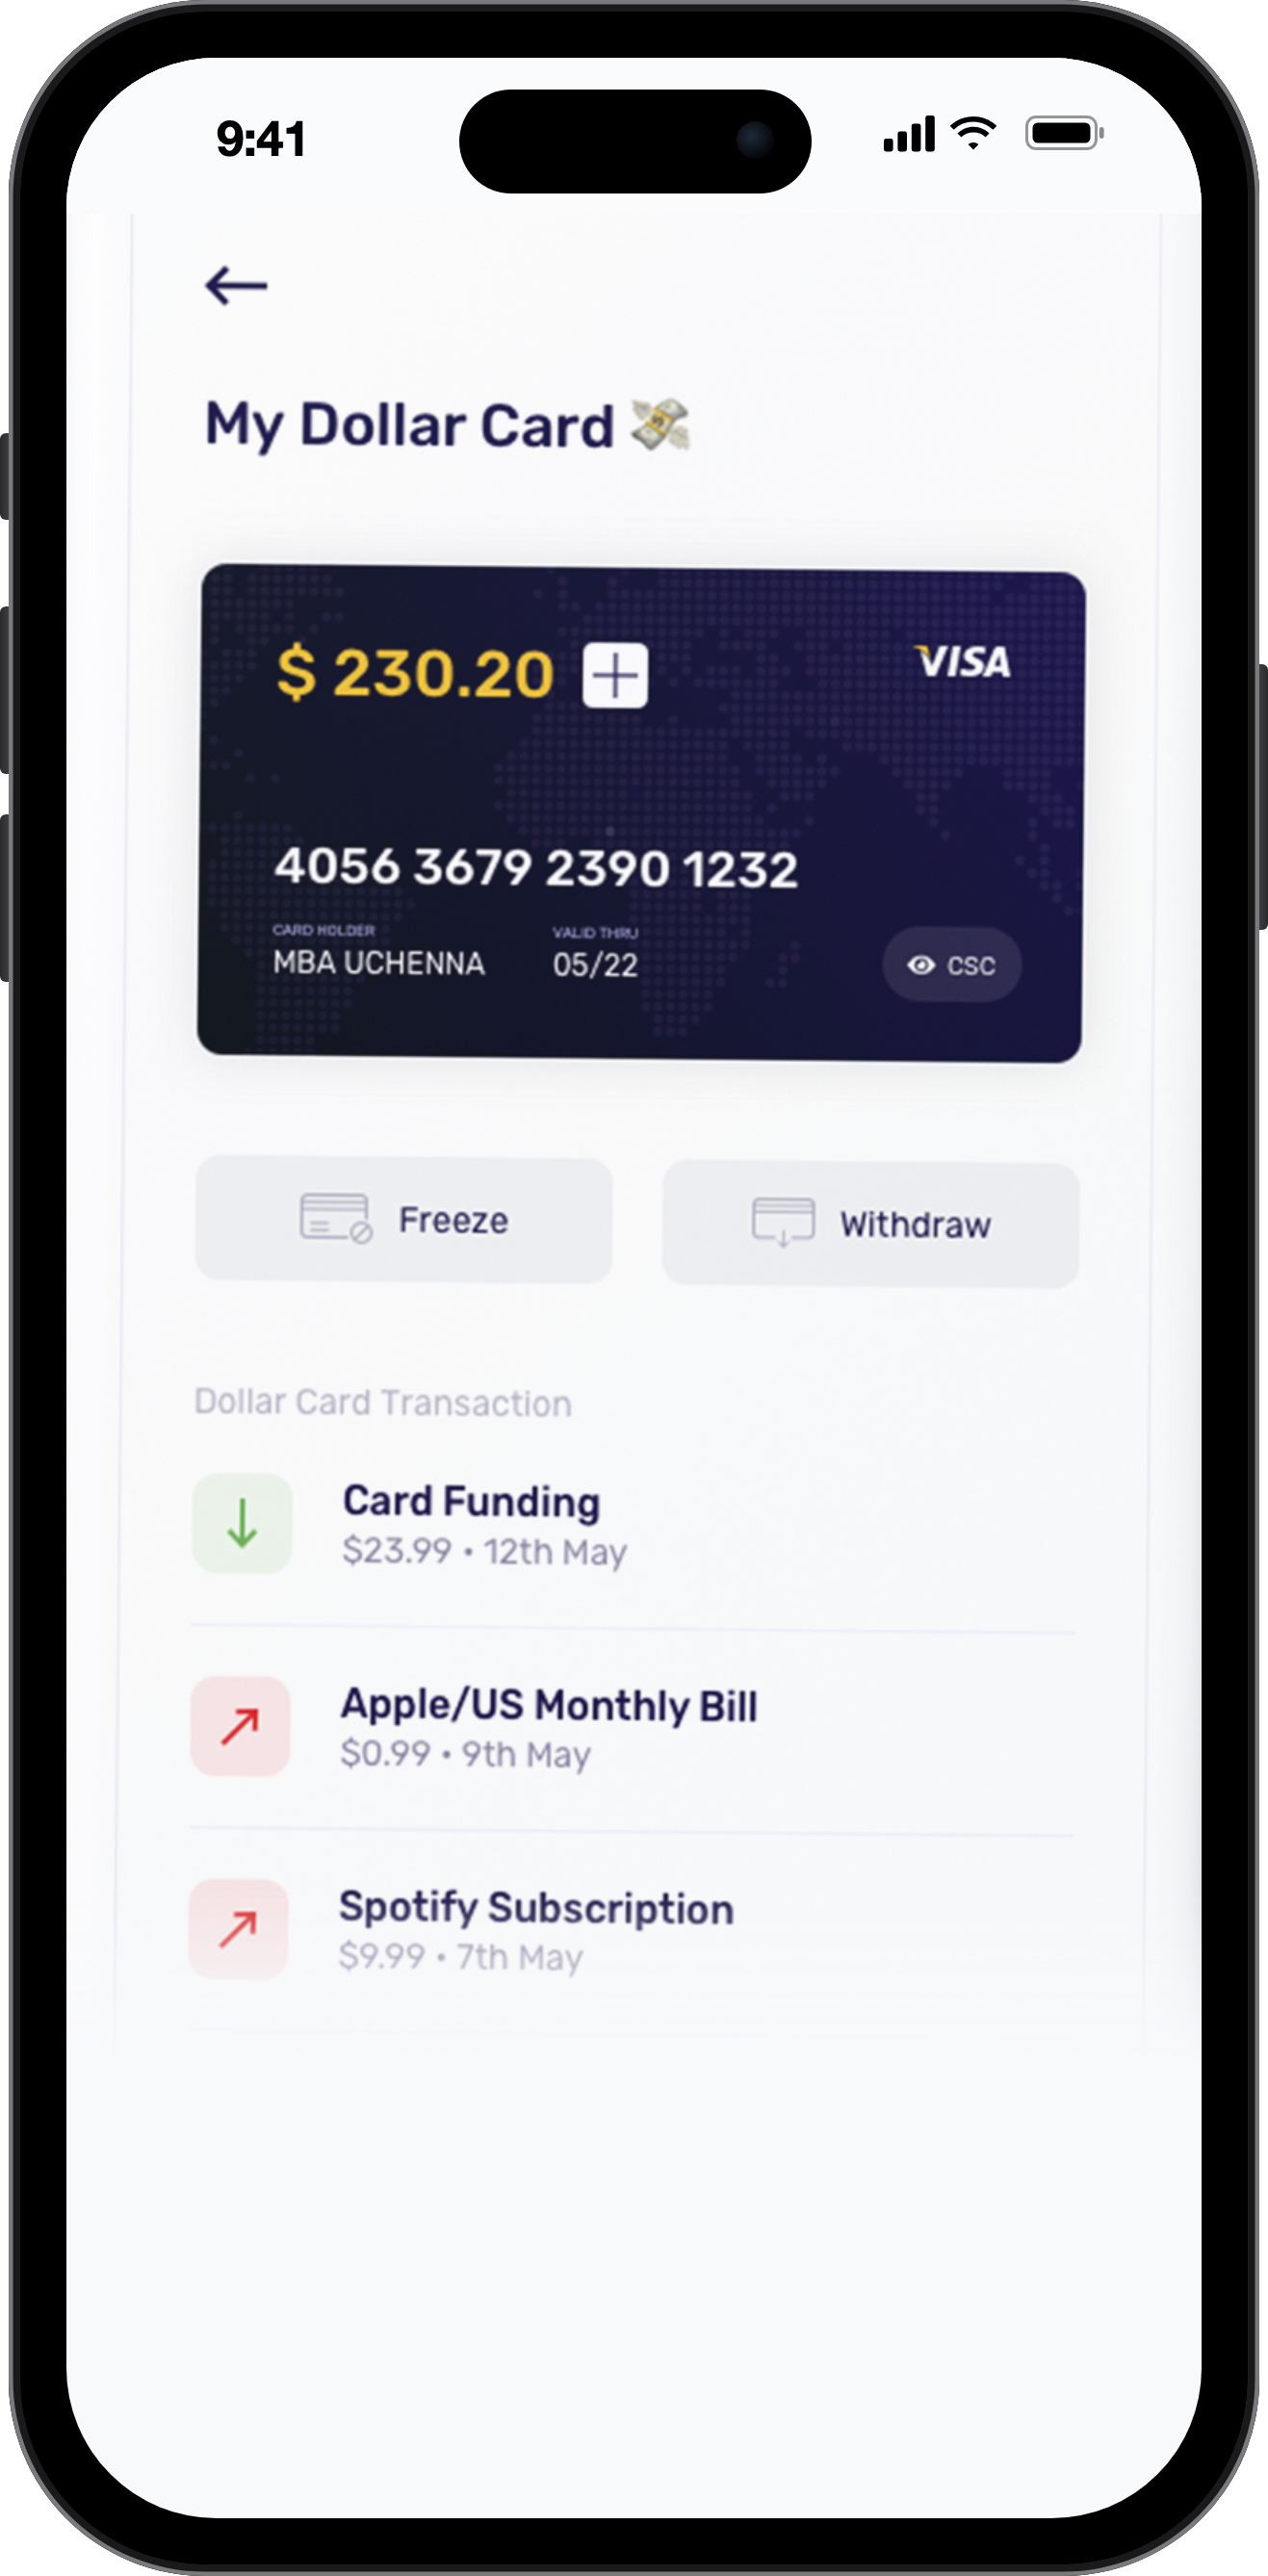 9:41
My Dollar Card 💸
$ 230.20
VISA
4056 3679 2390 1232
CARD HOLDER
VALID THRU
MBA UCHENNA
05/22
CSC
Freeze
Withdraw
Dollar Card Transaction
Card Funding
$23.99 • 12th May
Apple/US Monthly Bill
$0.99 • 9th May
Spotify Subscription
$9.99 • 7th May